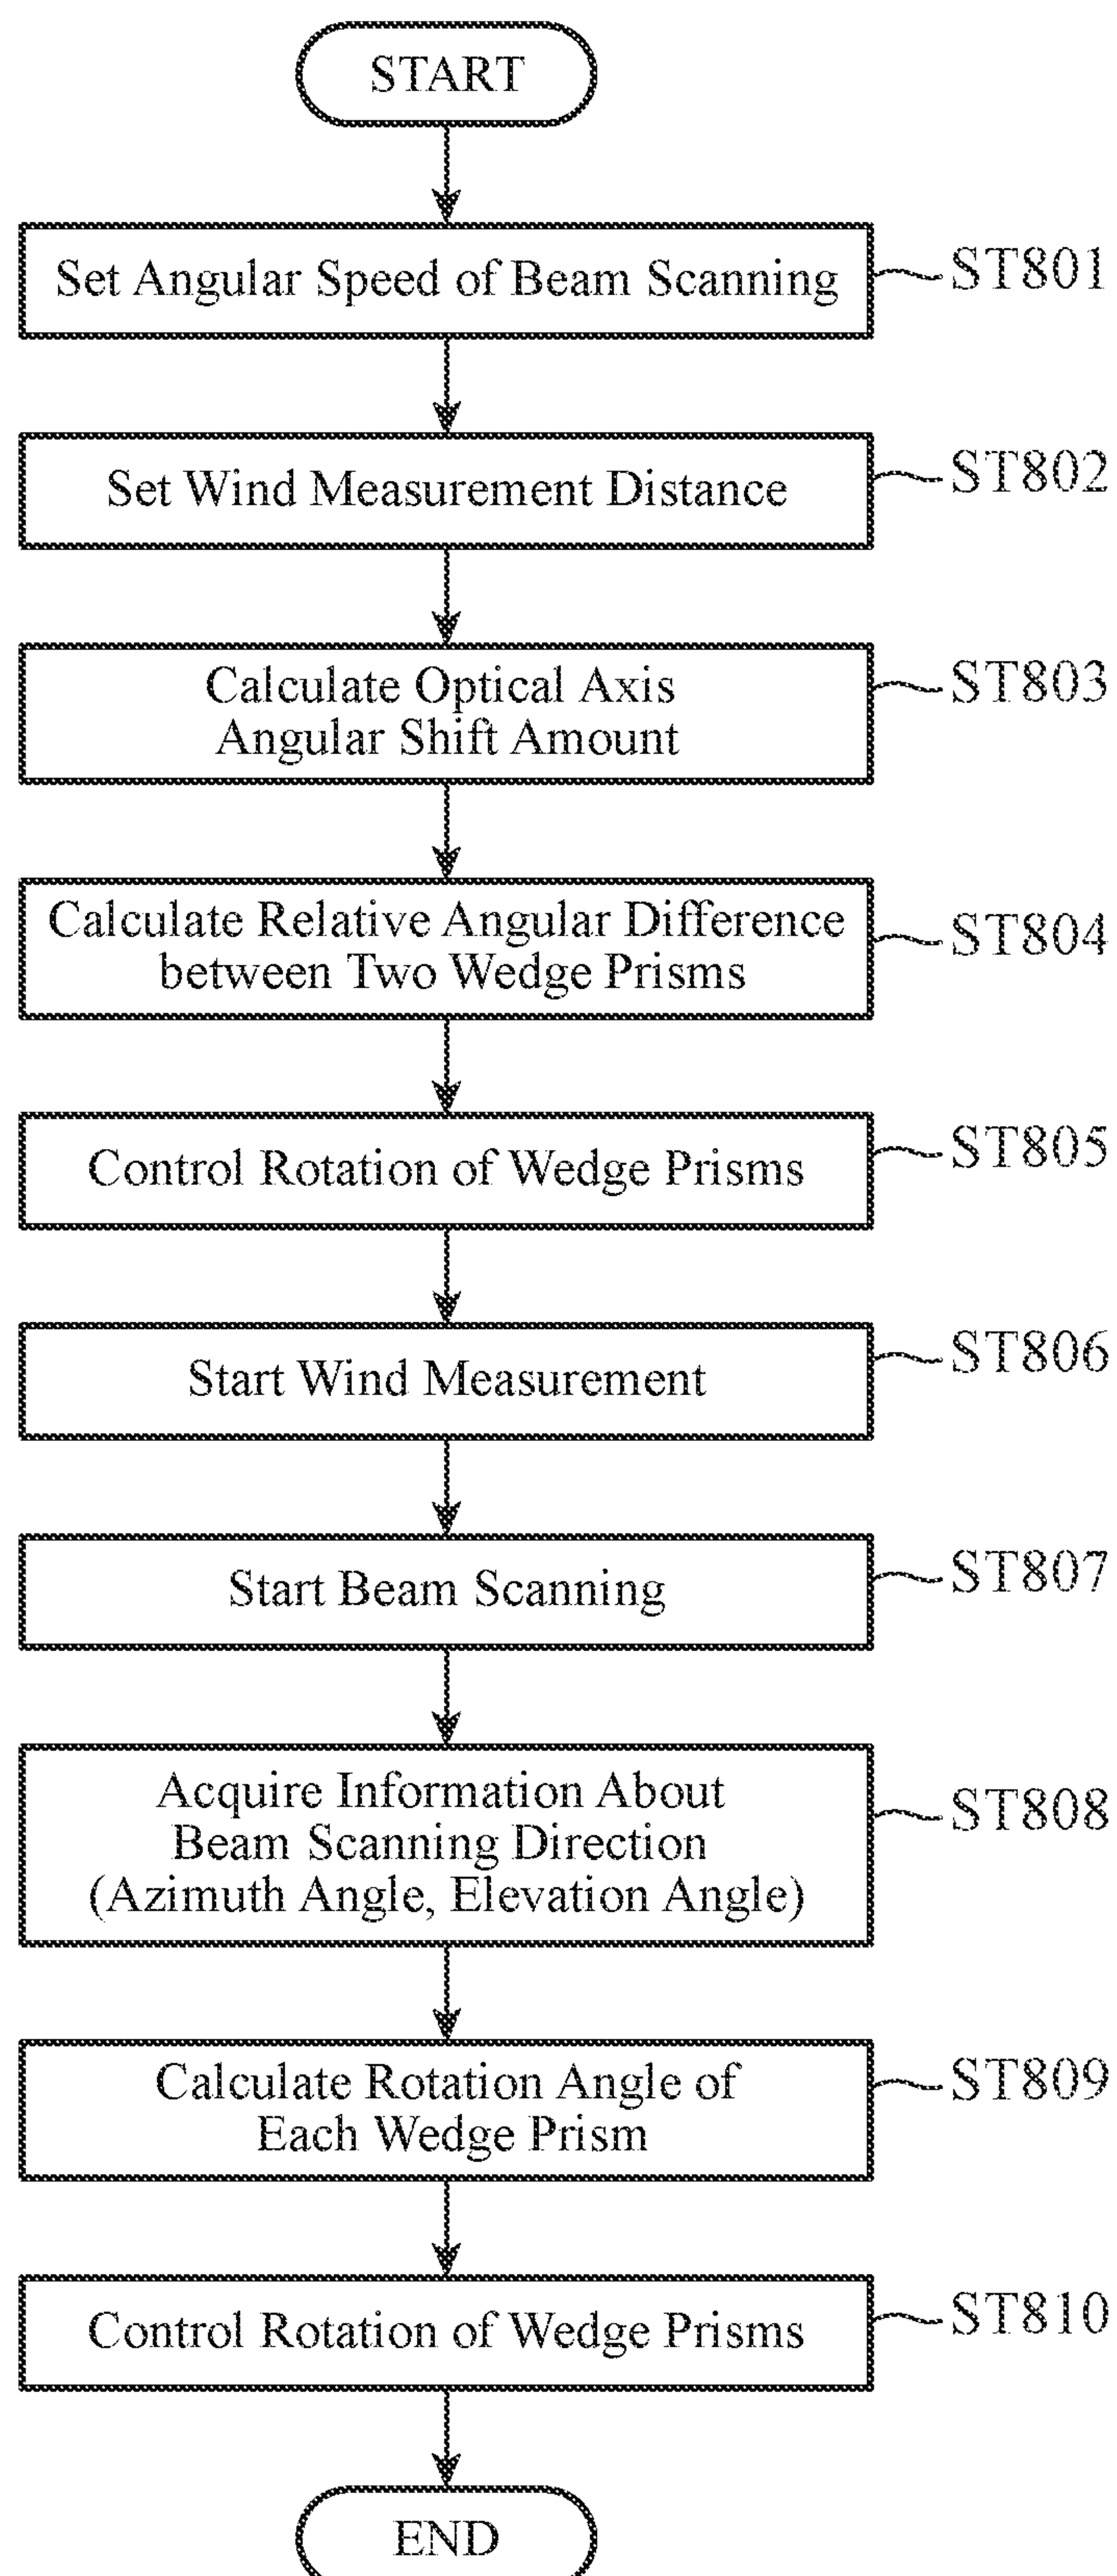 START
Set Angular Speed of Beam Scanning
ST801
Set Wind Measurement Distance
ST802
Calculate Optical Axis
Angular Shift Amount
ST803
Calculate Relative Angular Difference
between Two Wedge Prisms
ST804
Control Rotation of Wedge Prisms
ST805
Start Wind Measurement
ST806
Start Beam Scanning
ST807
Acquire Information About
Beam Scanning Direction
(Azimuth Angle, Elevation Angle)
ST808
Calculate Rotation Angle of
Each Wedge Prism
ST809
Control Rotation of Wedge Prisms
ST810
END